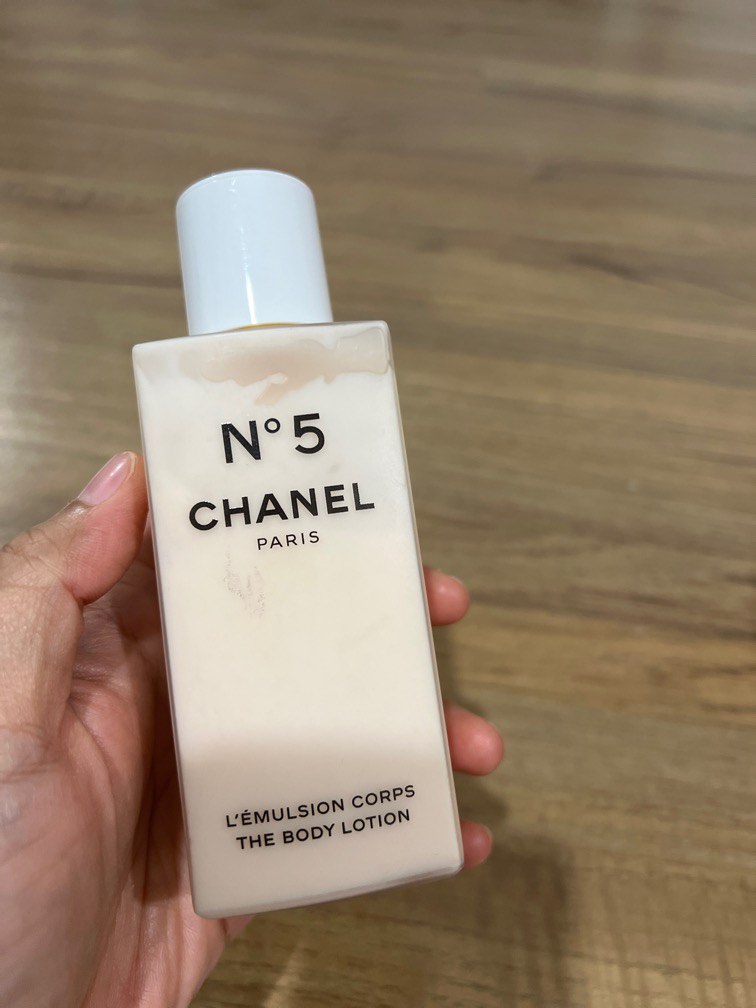 N° 5
CHANEL
PARIS
L'ÉMULSION CORPS
THE BODY LOTION